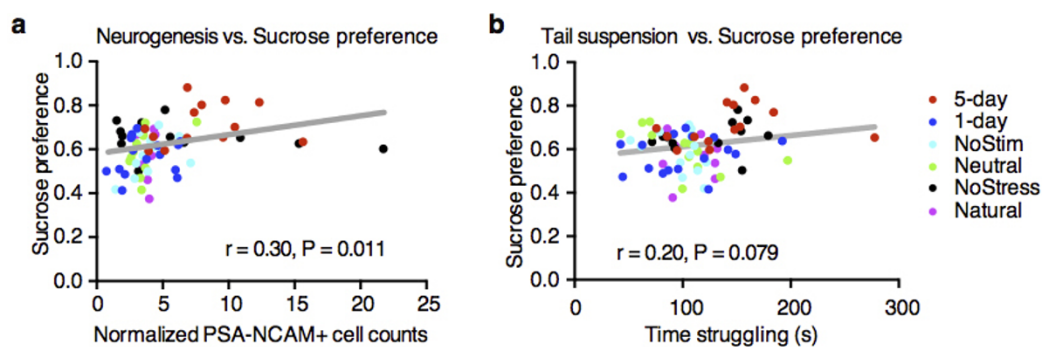 a
Neurogenesis vs. Sucrose preference
1.0
0.8
0.6
0.4
0.2
0.0
Sucrose preference
0 5 10 15 20 25
Normalized PSA-NCAM+ cell counts
r = 0.30, P = 0.011
b
Tail suspension vs. Sucrose preference
1.0
0.8
0.6
0.4
0.2
0.0
Sucrose preference
0 100 200 300
Time struggling (s)
r = 0.20, P = 0.079
5-day
1-day
NoStim
Neutral
NoStress
Natural